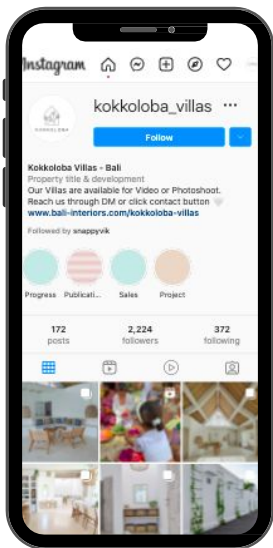 Instagram
kokkoloba_villas
KOKKOLOBA
Follow
Kokkoloba Villas - Bali
Property title & development
Our Villas are available for Video or Photoshoot.
Reach us through DM or click contact button
www.bali-interiors.com/kokkoloba-villas
Followed by snappyvik
Progress Publicati... Sales Project
172 2,224 372
posts followers following